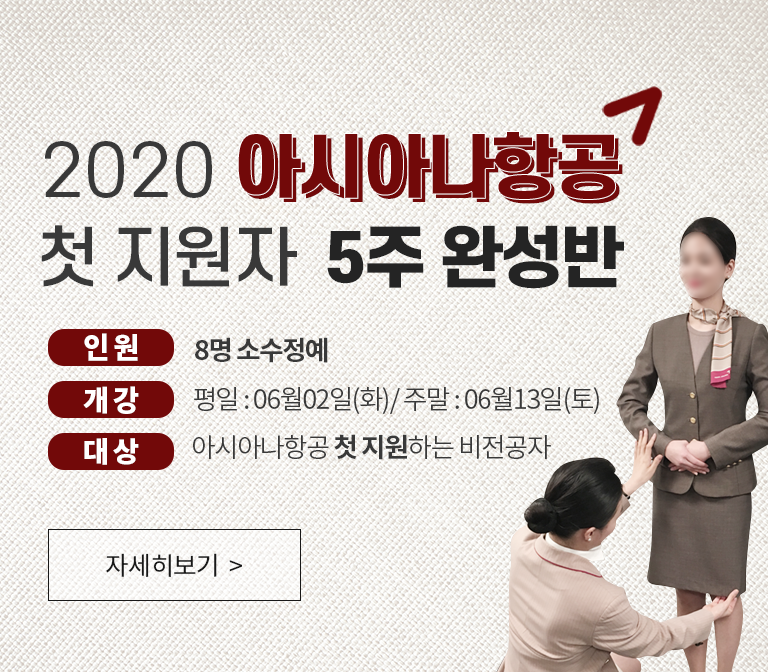 2020 아시아나항공
첫 지원자 5주 완성반
인원 8명 소수정예
개강 평일 : 06월02일(화)/ 주말 : 06월13일(토)
대상 아시아나항공 첫 지원하는 비전공자
자세히보기 >